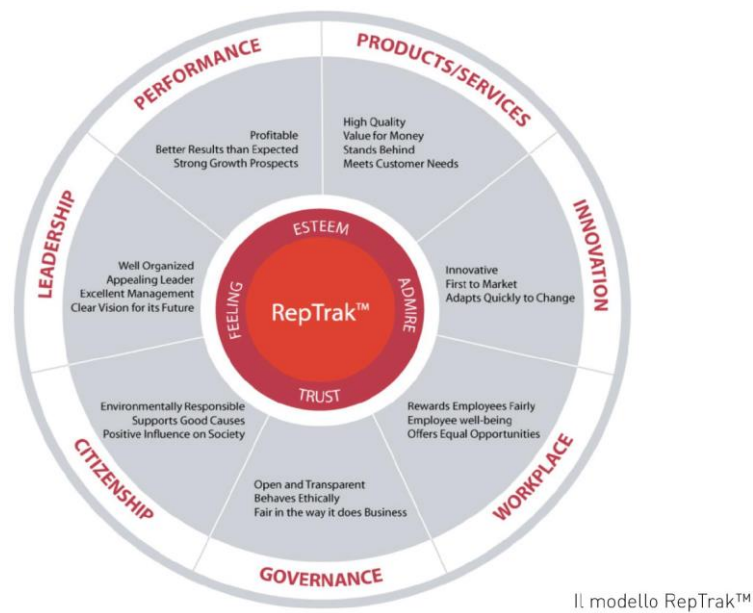 PERFORMANCE
Profitable
Better Results than Expected
Strong Growth Prospects
PRODUCTS/SERVICES
High Quality
Value for Money
Stands Behind
Meets Customer Needs
INNOVATION
Innovative
First to Market
Adapts Quickly to Change
WORKPLACE
Rewards Employees Fairly
Employee well-being
Offers Equal Opportunities
GOVERNANCE
Open and Transparent
Behaves Ethically
Fair in the way it does Business
CITIZENSHIP
Environmentally Responsible
Supports Good Causes
Positive Influence on Society
LEADERSHIP
Well Organized
Appealing Leader
Excellent Management
Clear Vision for its Future
ESTEEM
ADMIRE
TRUST
FEELING
RepTrak™
Il modello RepTrak™